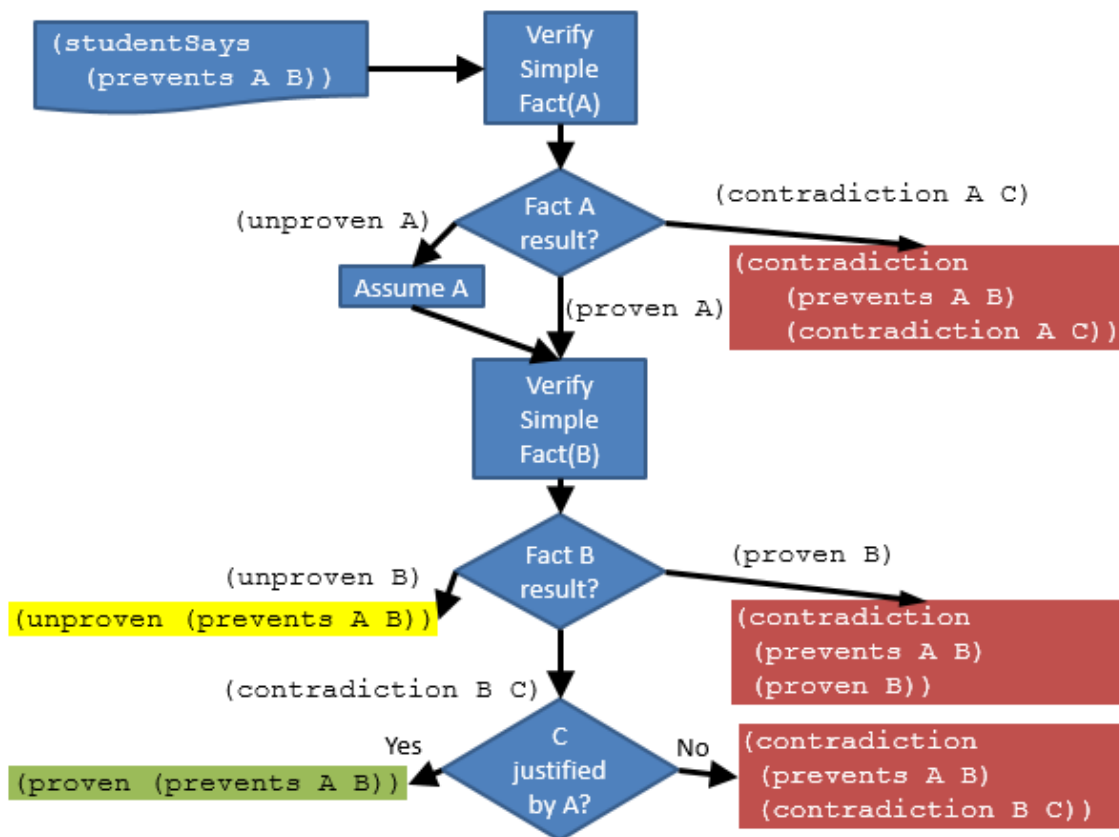 (studentSays
(prevents A B))
Verify
Simple
Fact(A)
Fact A
result?
(unproven A)
(contradiction A C)
Assume A
(proven A)
(contradiction
(prevents A B)
(contradiction A C))
Verify
Simple
Fact(B)
Fact B
result?
(unproven B)
(unproven (prevents A B))
(proven B)
(contradiction
(prevents A B)
(proven B))
(contradiction B C)
C
justified
by A?
Yes
(proven (prevents A B))
No
(contradiction
(prevents A B)
(contradiction B C))